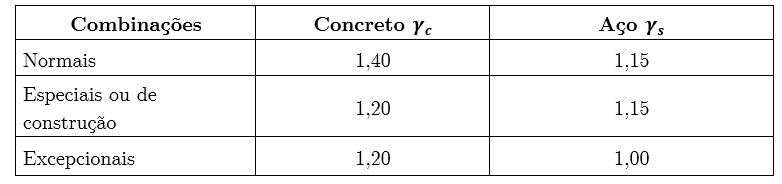 Combinações Concreto γc Aço γs
Normais 1,40 1,15
Especiais ou de
construção 1,20 1,15
Excepcionais 1,20 1,00